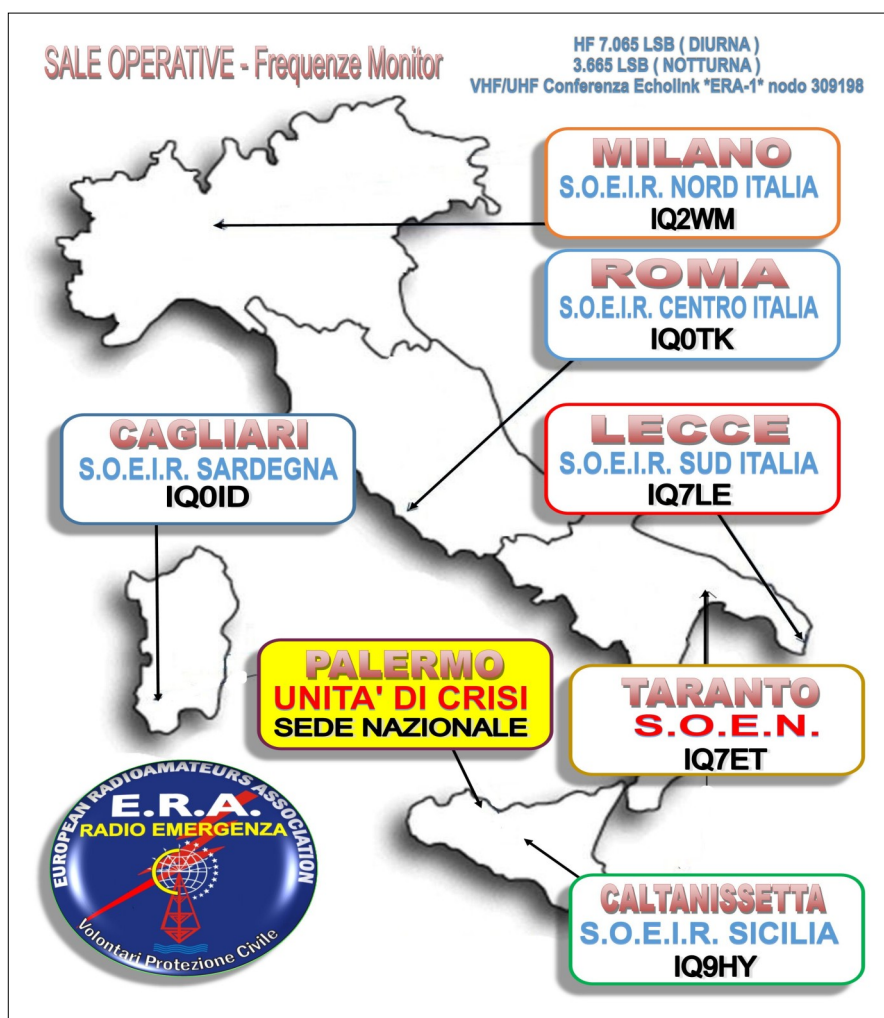 SALE OPERATIVE - Frequenze Monitor
HF 7.065 LSB ( DIURNA )
3.665 LSB ( NOTTURNA )
VHF/UHF Conferenza Echolink *ERA-1* nodo 309198
MILANO
S.O.E.I.R. NORD ITALIA
IQ2WM
ROMA
S.O.E.I.R. CENTRO ITALIA
IQ0TK
CAGLIARI
S.O.E.I.R. SARDEGNA
IQ0ID
LECCE
S.O.E.I.R. SUD ITALIA
IQ7LE
PALERMO
UNITA' DI CRISI
SEDE NAZIONALE
TARANTO
S.O.E.N.
IQ7ET
EUROPEAN RADIOAMATEURS ASSOCIATION
E.R.A.
RADIO EMERGENZA
Volontari Protezione Civile
CALTANISSETTA
S.O.E.I.R. SICILIA
IQ9HY